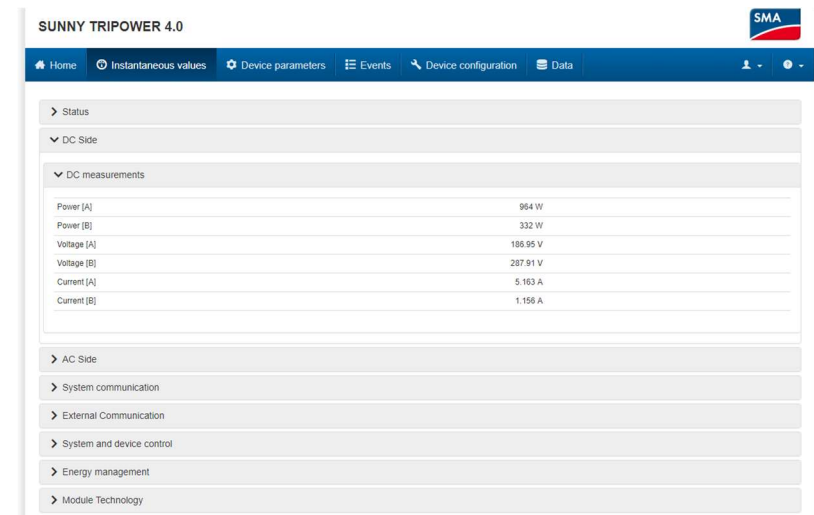 SUNNY TRIPOWER 4.0
SMA
Home Instantaneous values Device parameters Events Device configuration Data
Status
DC Side
DC measurements
Power [A] 964 W
Power [B] 332 W
Voltage [A] 186.95 V
Voltage [B] 287.91 V
Current [A] 5.163 A
Current [B] 1.156 A
AC Side
System communication
External Communication
System and device control
Energy management
Module Technology